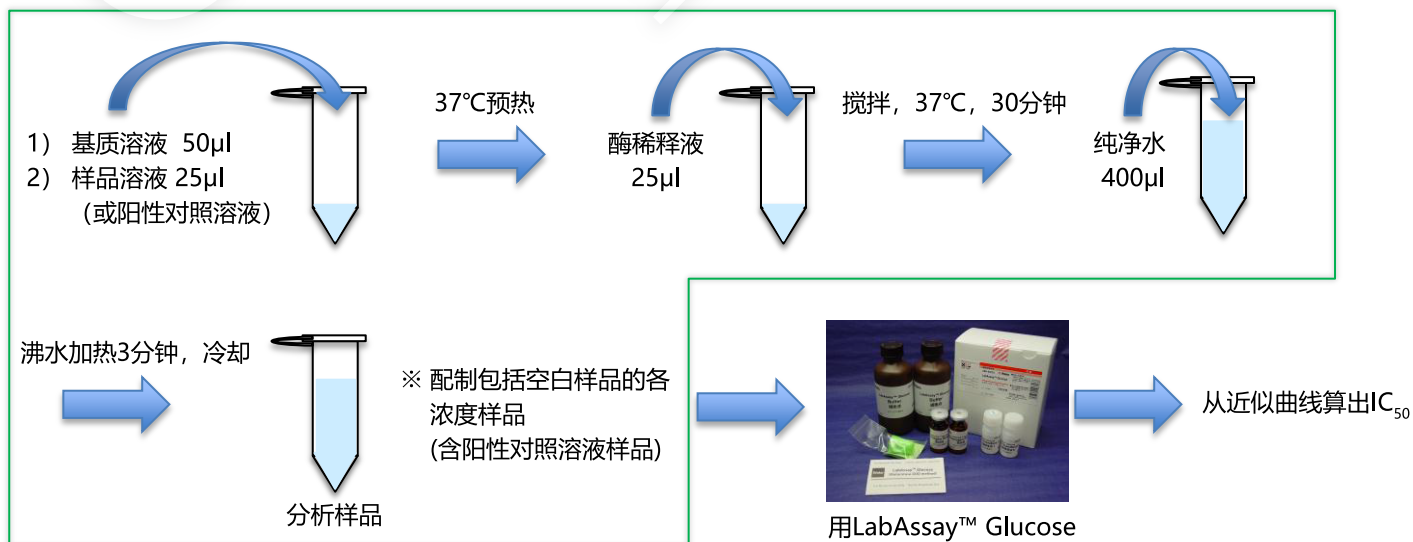 1） 基质溶液 50μl
2） 样品溶液 25μl
（或阳性对照溶液）
37℃预热
酶稀释液
25μl
搅拌，37℃，30分钟
纯净水
400μl
沸水加热3分钟，冷却
分析样品
※ 配制包括空白样品的各
浓度样品
(含阳性对照溶液样品)
LabAssay™ Glucose
Buffer
LabAssay™ Glucose
用LabAssay™ Glucose
从近似曲线算出IC50